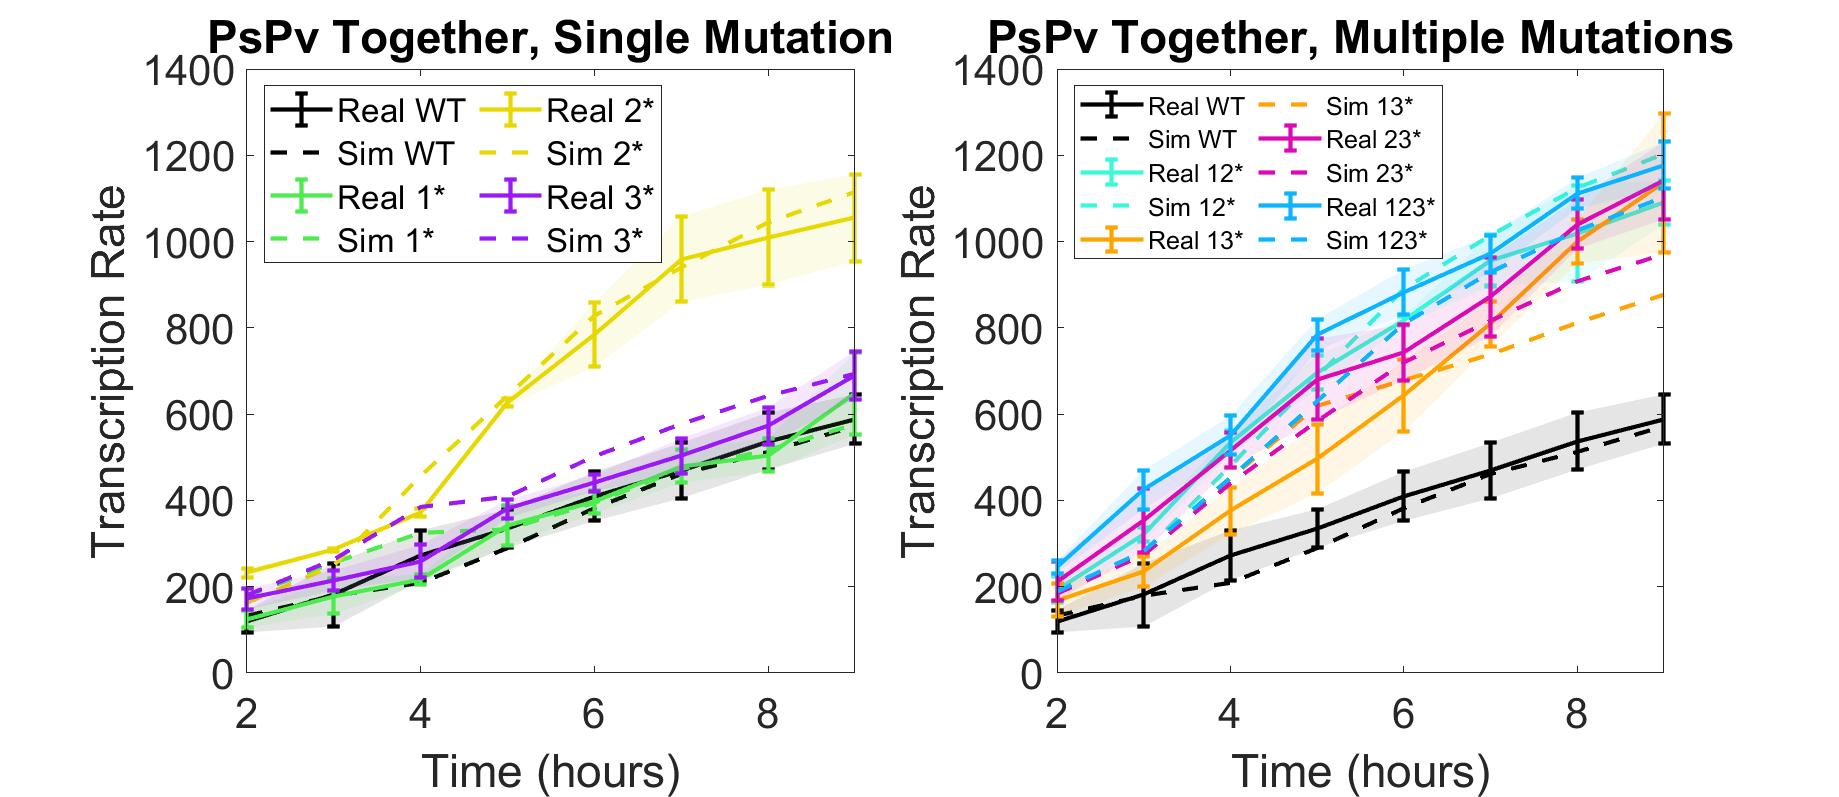 PsPv Together, Single Mutation
1400
1200
1000
800
600
400
200
0
2
4
6
8
Transcription Rate
Time (hours)
Real WT
Sim WT
Real 1*
Sim 1*
Real 2*
Sim 2*
Real 3*
Sim 3*
PsPv Together, Multiple Mutations
1400
1200
1000
800
600
400
200
0
2
4
6
8
Transcription Rate
Time (hours)
Real WT
Sim WT
Real 12*
Sim 12*
Real 13*
Sim 13*
Real 23*
Sim 23*
Real 123*
Sim 123*